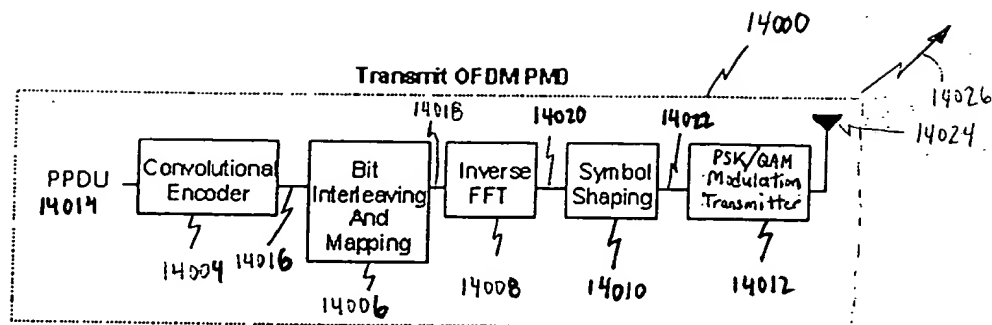 14000
Transmit OFDM PMD
14026
14024
14018
14020
14022
PPDU
14014
Convolutional
Encoder
Bit
Interleaving
And
Mapping
Inverse
FFT
Symbol
Shaping
PSK/QAM
Modulation
Transmitter
14004
14016
14006
14008
14010
14012